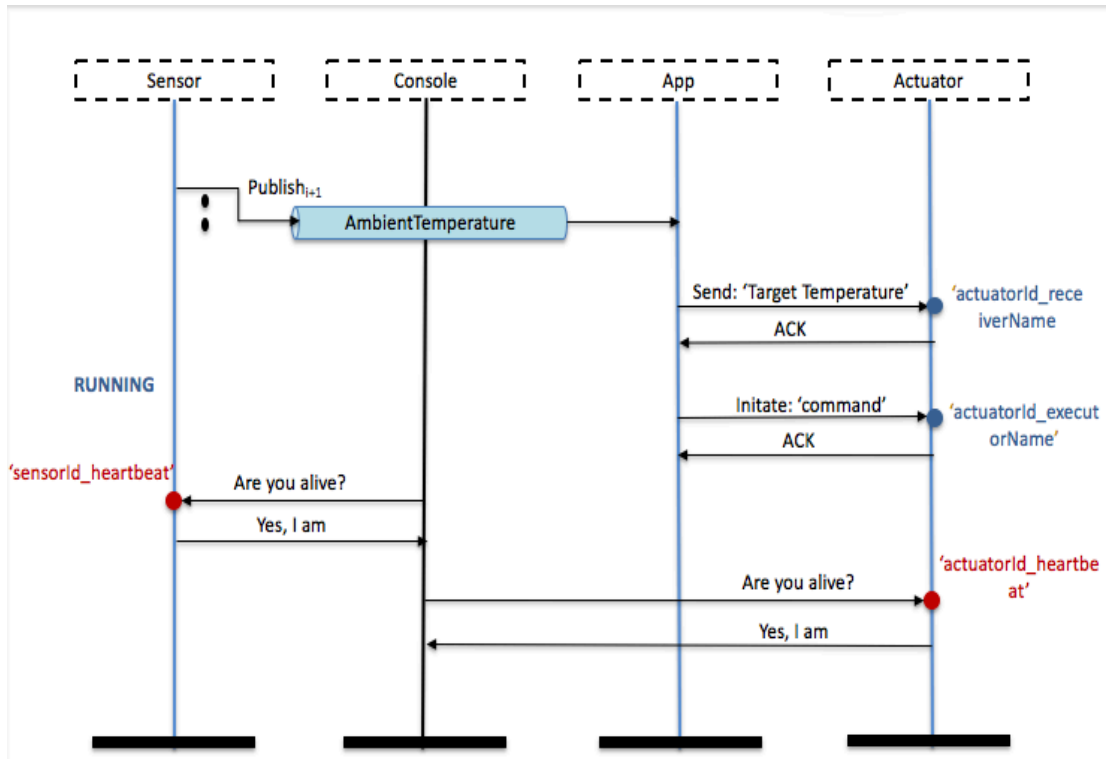 Sensor
Console
App
Actuator
Publishi+1
AmbientTemperature
Send: ‘Target Temperature’
‘actuatorId_rece
iverName
ACK
RUNNING
Initate: ‘command’
‘actuatorId_execut
orName’
ACK
‘sensorId_heartbeat’
Are you alive?
Yes, I am
‘actuatorId_heartbe
at’
Are you alive?
Yes, I am